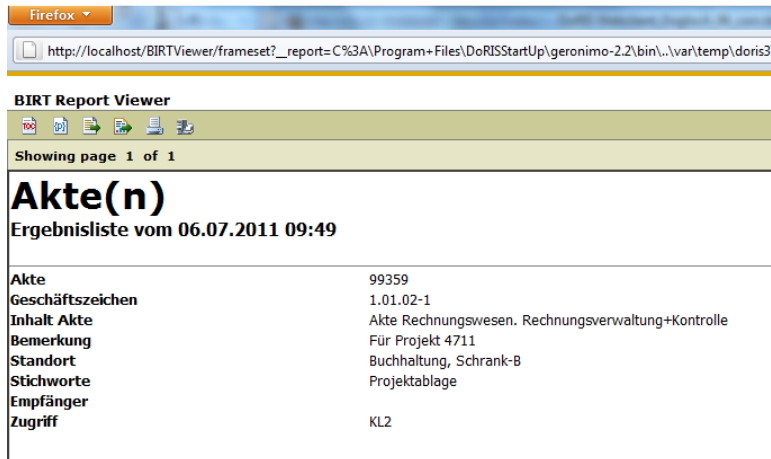 Firefox
http://localhost/BIRTViewer/frameset?__report=C%3A\Program+Files\DoRISStartUp\geronimo-2.2\bin\..\var\temp\doris3
BIRT Report Viewer
TOC
Showing page 1 of 1
Akte(n)
Ergebnisliste vom 06.07.2011 09:49
Akte 99359
Geschäftszeichen 1.01.02-1
Inhalt Akte Akte Rechnungswesen. Rechnungsverwaltung+Kontrolle
Bemerkung Für Projekt 4711
Standort Buchhaltung, Schrank-B
Stichworte Projektablage
Empfänger
Zugriff KL2